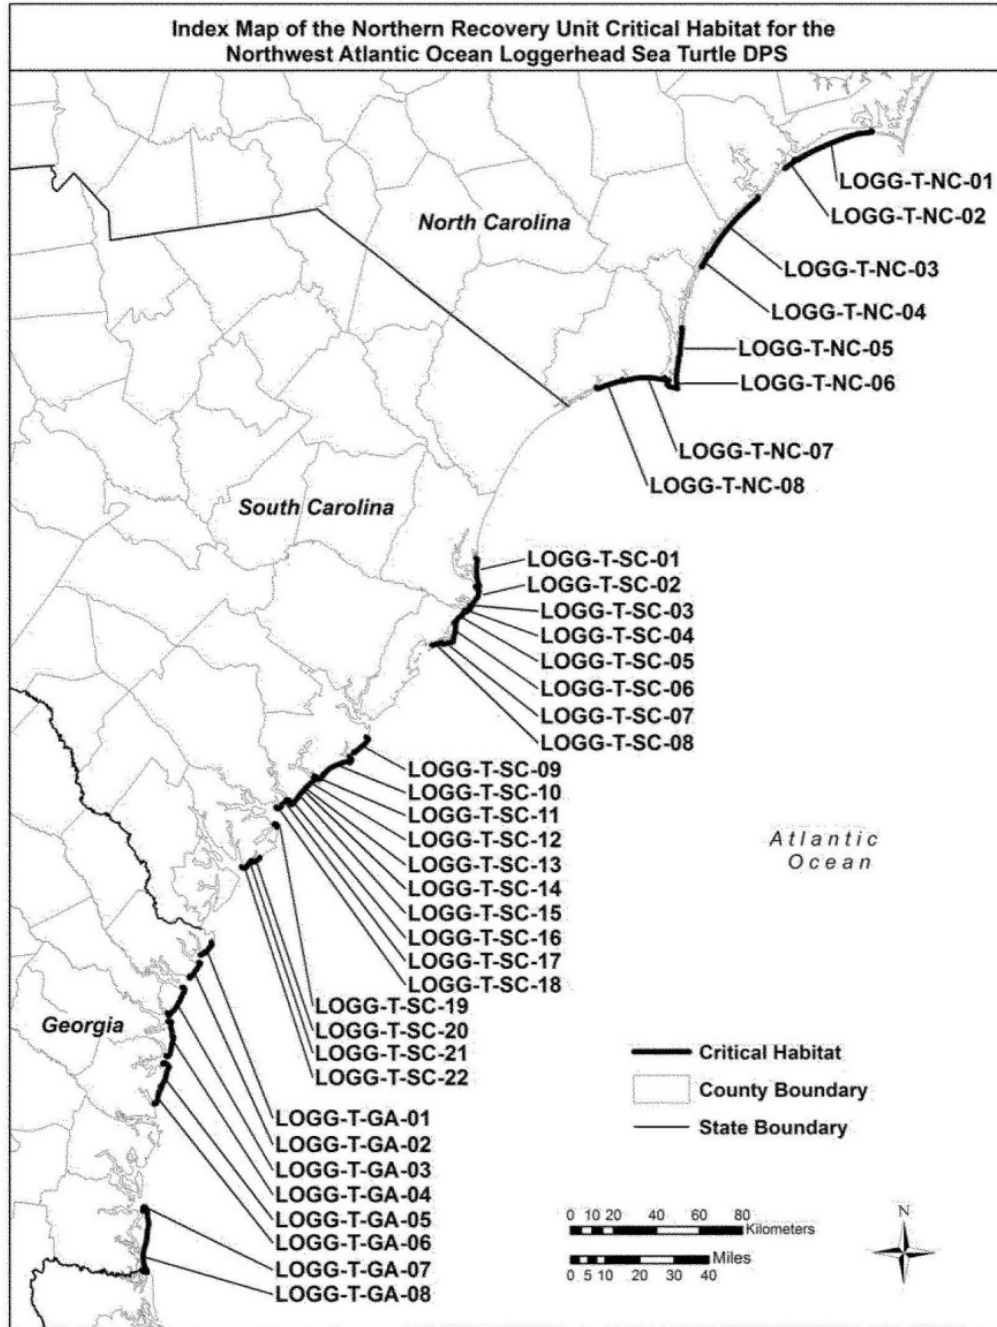 Index Map of the Northern Recovery Unit Critical Habitat for the
Northwest Atlantic Ocean Loggerhead Sea Turtle DPS
LOGG-T-NC-01
LOGG-T-NC-02
North Carolina
LOGG-T-NC-03
LOGG-T-NC-04
LOGG-T-NC-05
LOGG-T-NC-06
LOGG-T-NC-07
LOGG-T-NC-08
South Carolina
LOGG-T-SC-01
LOGG-T-SC-02
LOGG-T-SC-03
LOGG-T-SC-04
LOGG-T-SC-05
LOGG-T-SC-06
LOGG-T-SC-07
LOGG-T-SC-08
LOGG-T-SC-09
LOGG-T-SC-10
LOGG-T-SC-11
LOGG-T-SC-12
LOGG-T-SC-13
LOGG-T-SC-14
LOGG-T-SC-15
LOGG-T-SC-16
LOGG-T-SC-17
LOGG-T-SC-18
Atlantic
Ocean
LOGG-T-SC-19
LOGG-T-SC-20
LOGG-T-SC-21
LOGG-T-SC-22
Georgia
LOGG-T-GA-01
LOGG-T-GA-02
LOGG-T-GA-03
LOGG-T-GA-04
LOGG-T-GA-05
LOGG-T-GA-06
LOGG-T-GA-07
LOGG-T-GA-08
Critical Habitat
County Boundary
State Boundary
N
0 10 20 40 60 80
Kilometers
Miles
0 5 10 20 30 40